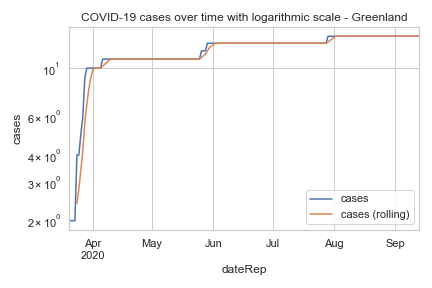 COVID-19 cases over time with logarithmic scale - Greenland
cases
10¹
6 × 10⁰
4 × 10⁰
3 × 10⁰
2 × 10⁰
cases
cases (rolling)
Apr
2020
May
Jun
Jul
Aug
Sep
dateRep